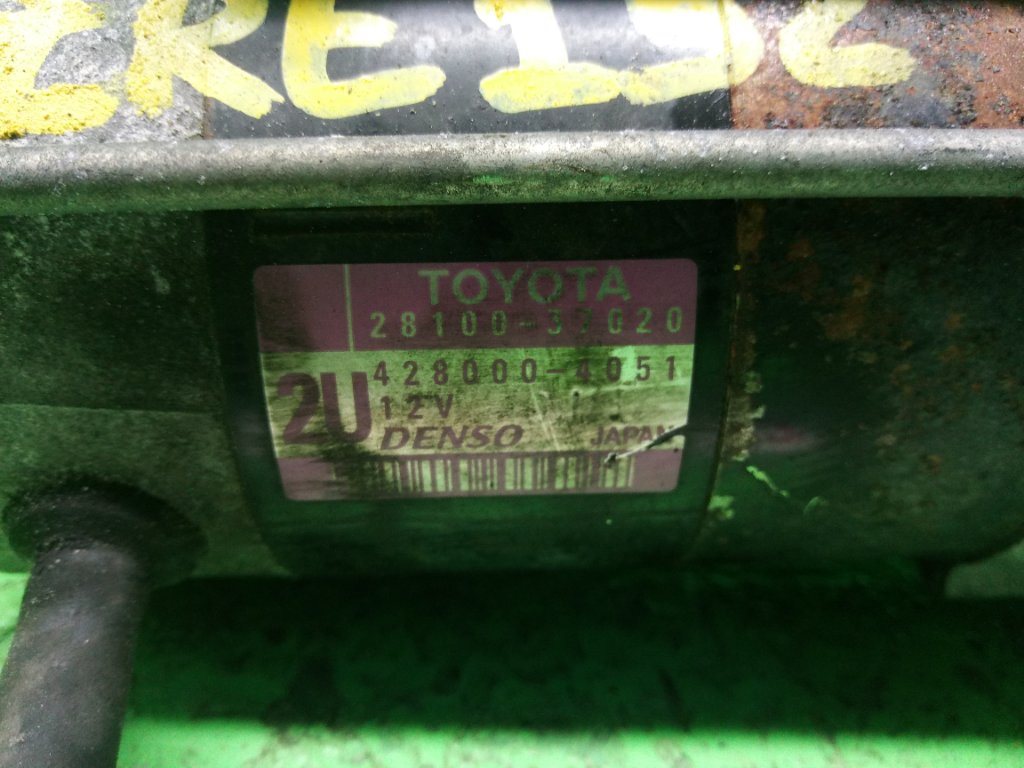 TOYOTA
28100-37020
428000-4051
2U
12V
DENSO JAPAN